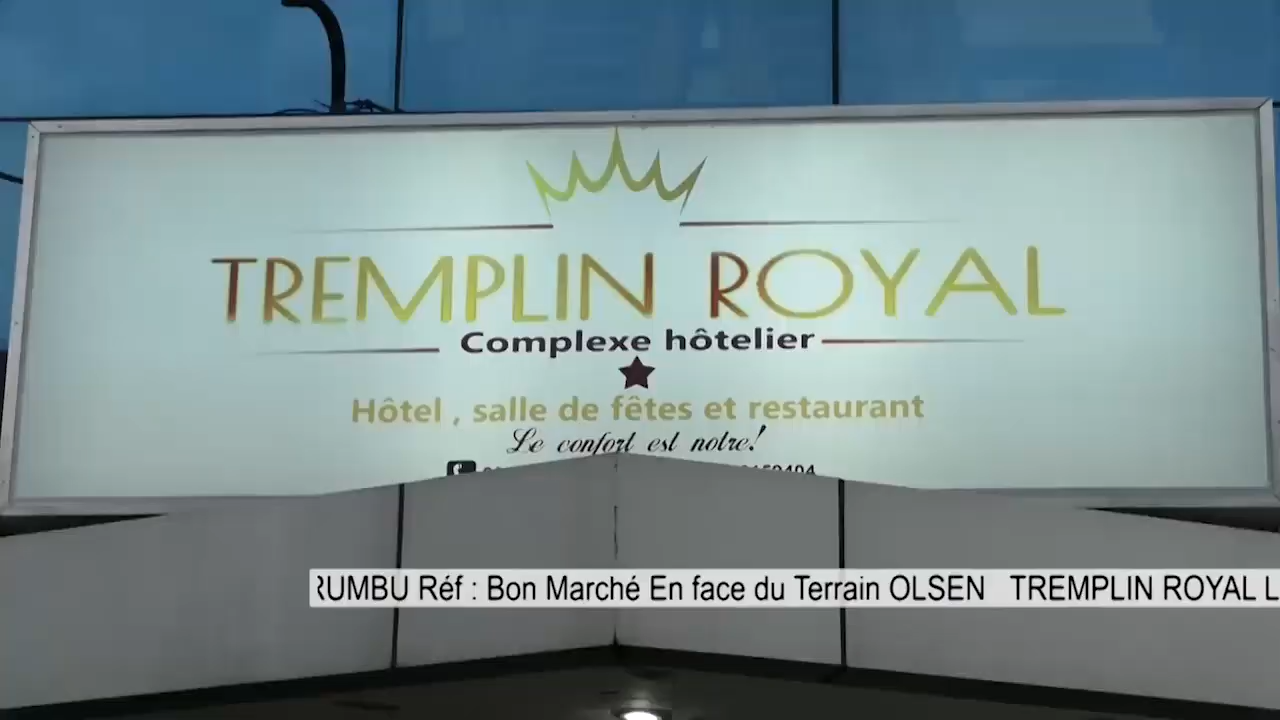 TREMPLIN ROYAL
Complexe hôtelier
Hôtel , salle de fêtes et restaurant
Le confort est notre!
RUMBU Réf : Bon Marché En face du Terrain OLSEN TREMPLIN ROYAL L